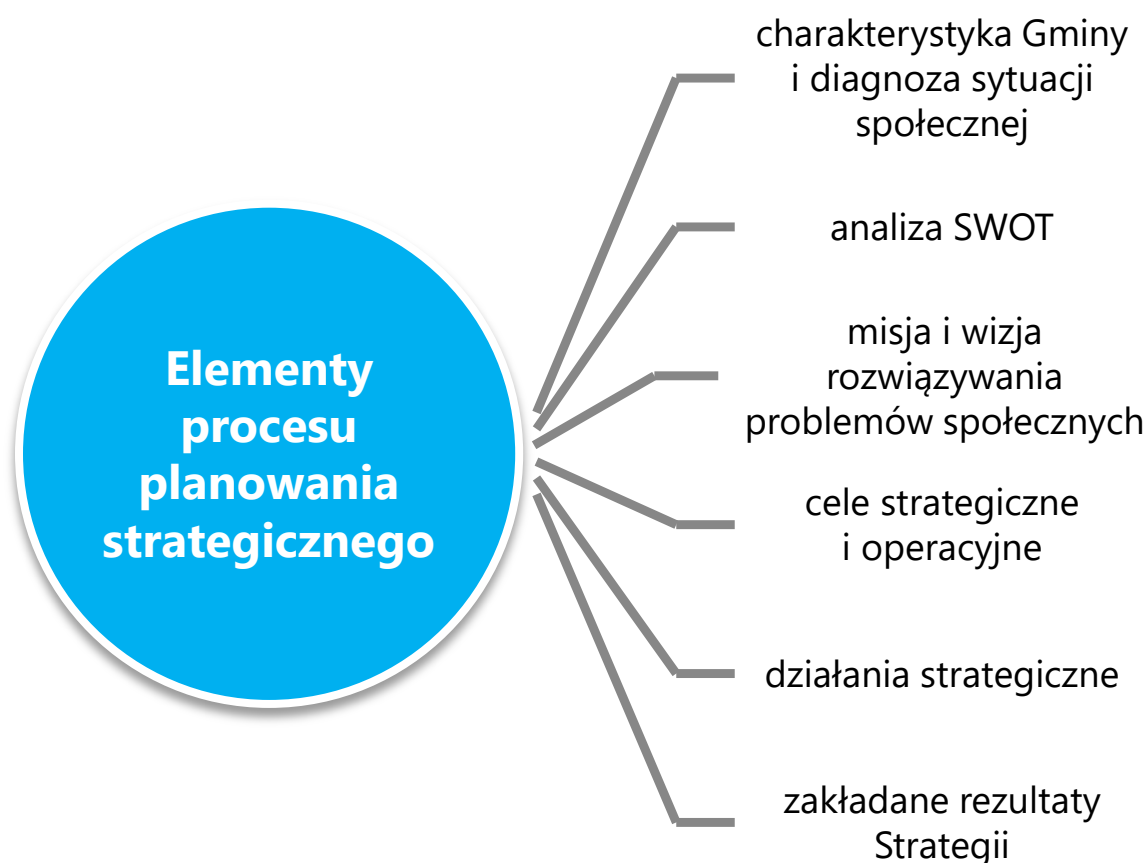 Elementy
procesu
planowania
strategicznego
charakterystyka Gminy
i diagnoza sytuacji
społecznej
analiza SWOT
misja i wizja
rozwiązywania
problemów społecznych
cele strategiczne
i operacyjne
działania strategiczne
zakładane rezultaty
Strategii